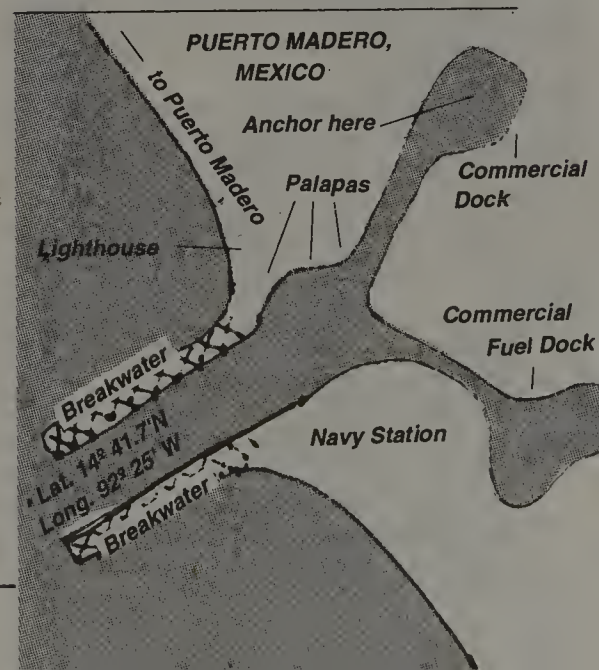 PUERTO MADERO,
MEXICO
to Puerto Madero
Anchor here
Commercial
Dock
Palapas
Lighthouse
Commercial
Fuel Dock
Breakwater
Lat. 14º 41.7'N
Long. 92º 25' W
Navy Station
Breakwater